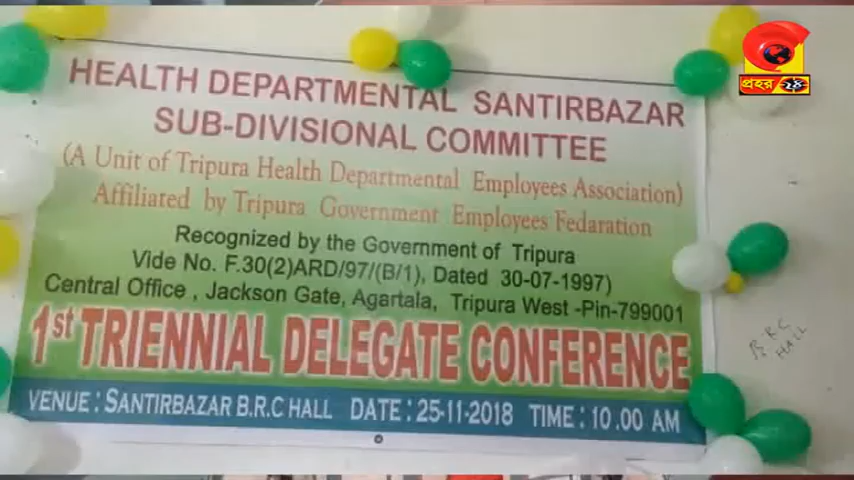 প্রহর ২৪
HEALTH DEPARTMENTAL SANTIRBAZAR
SUB-DIVISIONAL COMMITTEE
(A Unit of Tripura Health Departmental Employees Association)
Affiliated by Tripura Government Employees Fedaration
Recognized by the Government of Tripura
Vide No. F.30(2)ARD/97/(B/1), Dated 30-07-1997)
Central Office , Jackson Gate, Agartala, Tripura West -Pin-799001
1st TRIENNIAL DELEGATE CONFERENCE
VENUE : SANTIRBAZAR B.R.C HALL DATE : 25-11-2018 TIME : 10.00 AM
B.R.C
HALL